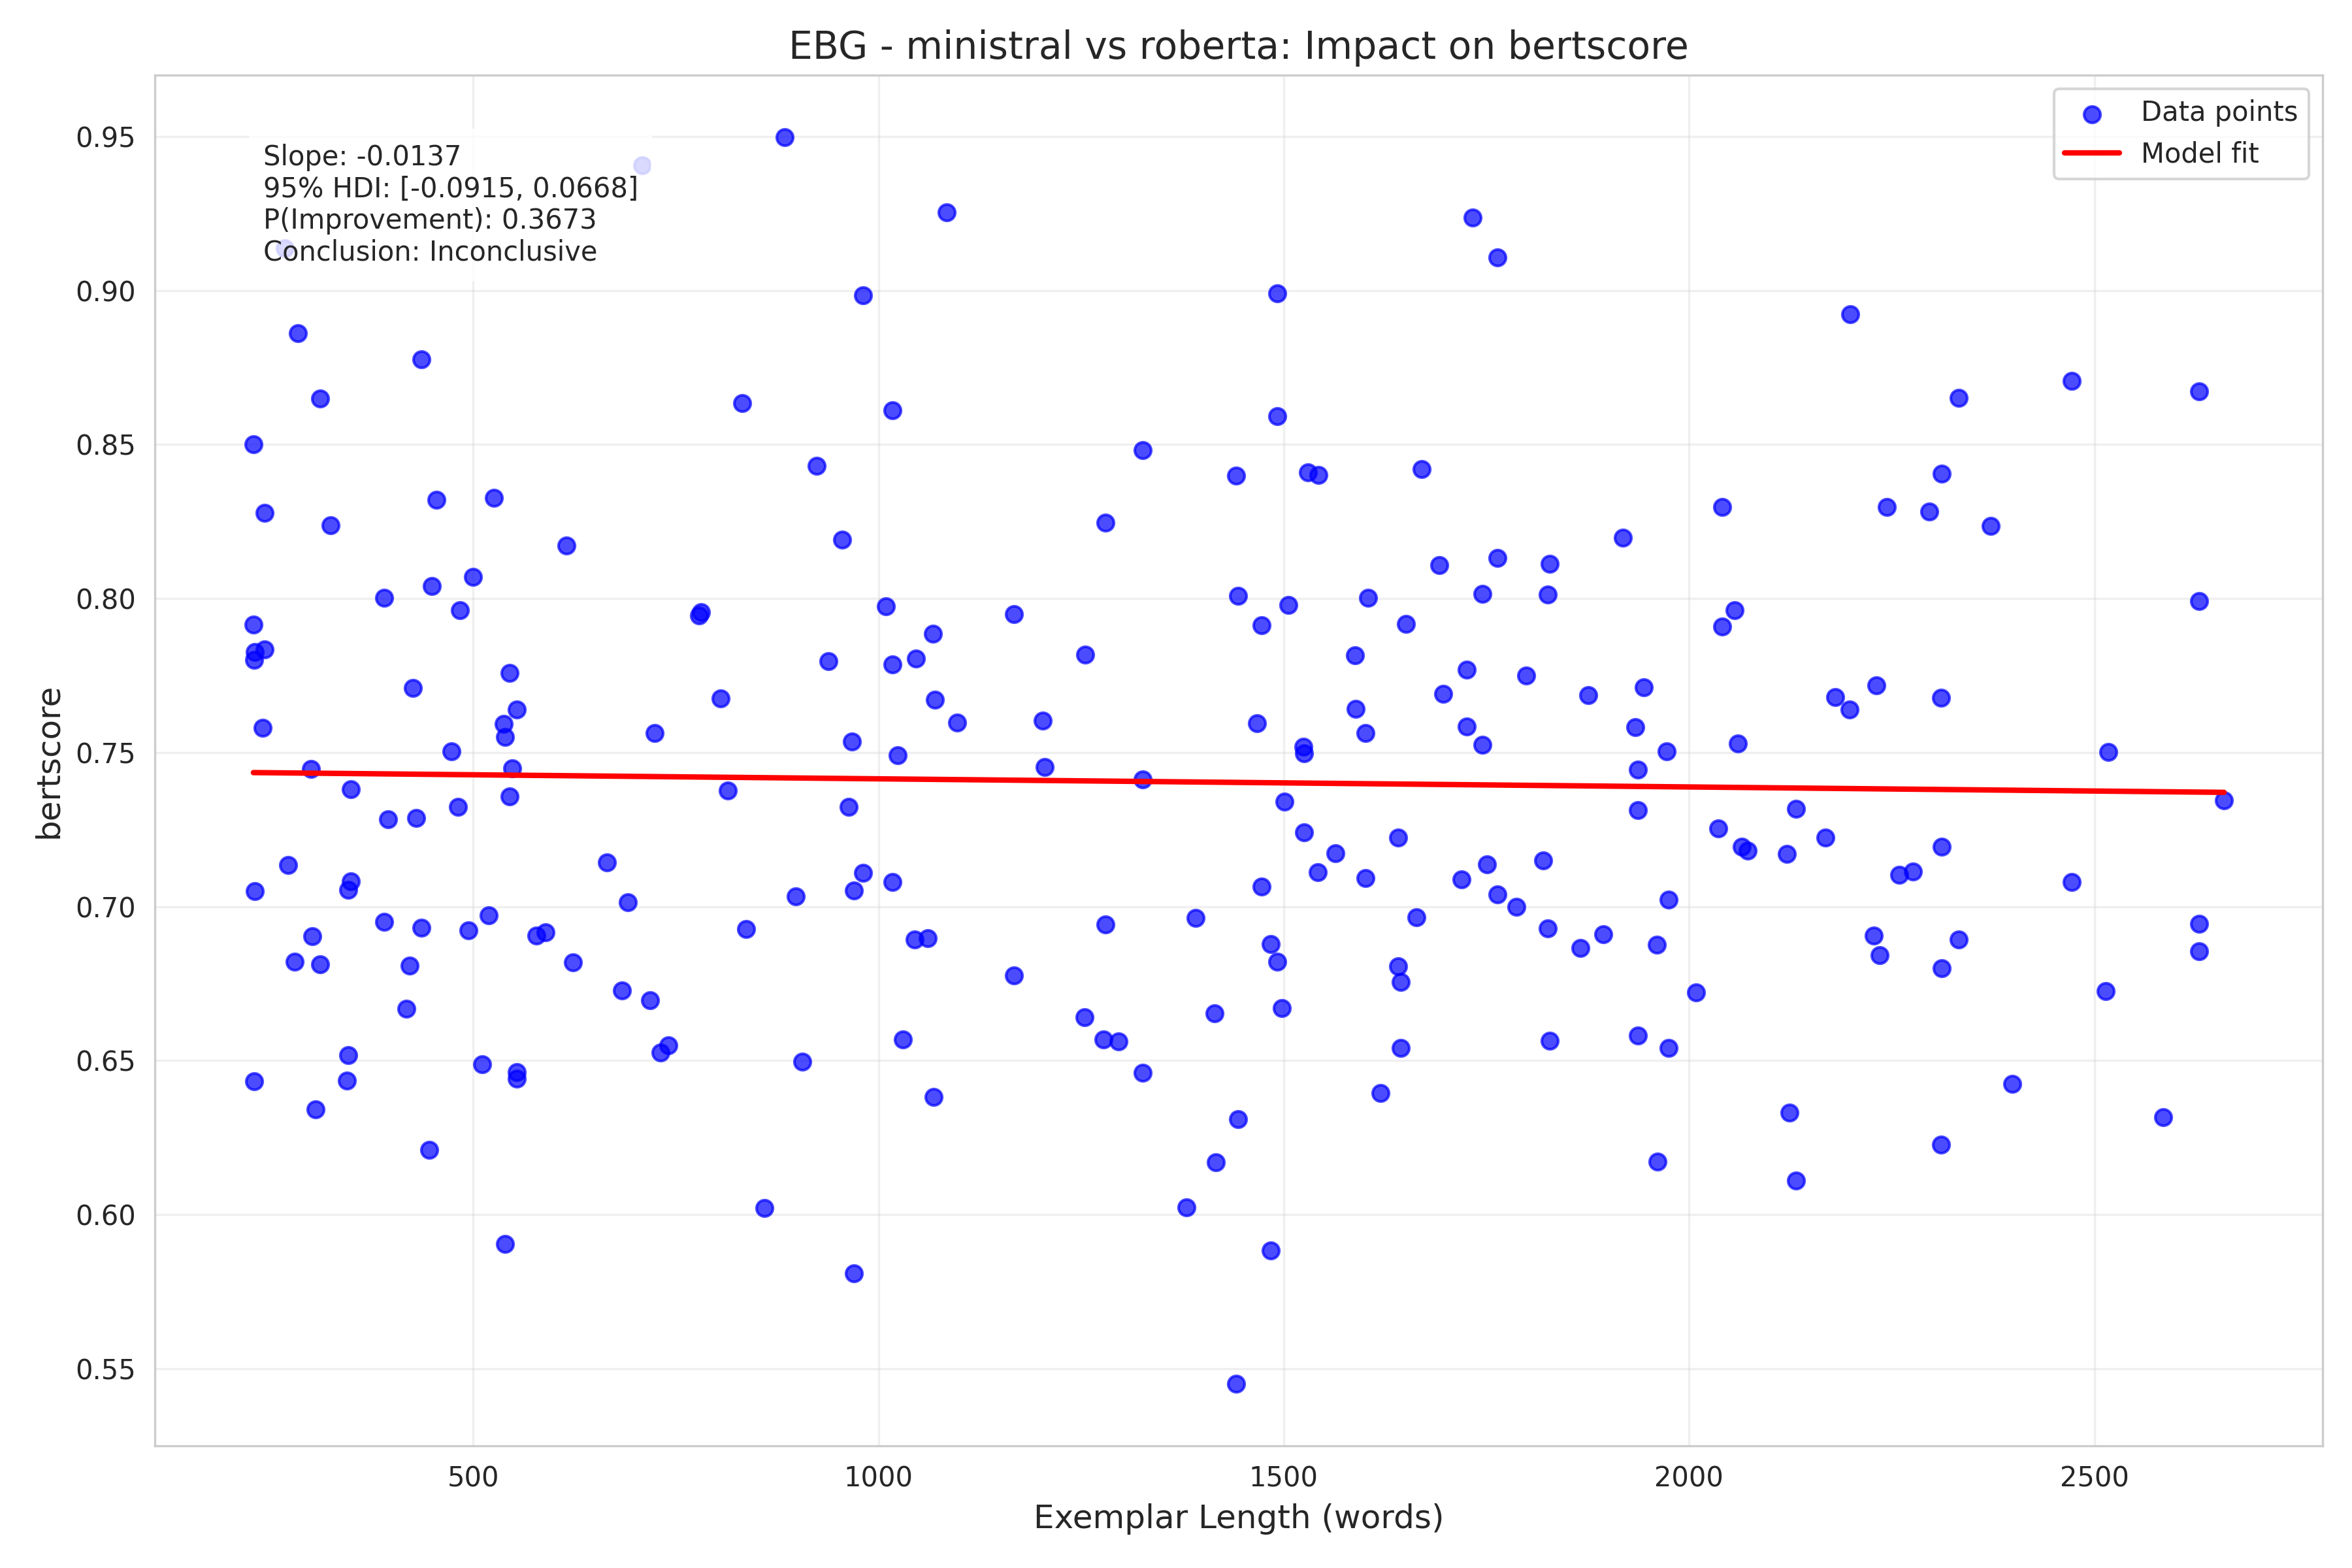 EBG - ministral vs roberta: Impact on bertscore
Slope: -0.0137
95% HDI: [-0.0915, 0.0668]
P(Improvement): 0.3673
Conclusion: Inconclusive
Data points
Model fit
bertscore
0.95
0.90
0.85
0.80
0.75
0.70
0.65
0.60
0.55
500
1000
1500
2000
2500
Exemplar Length (words)